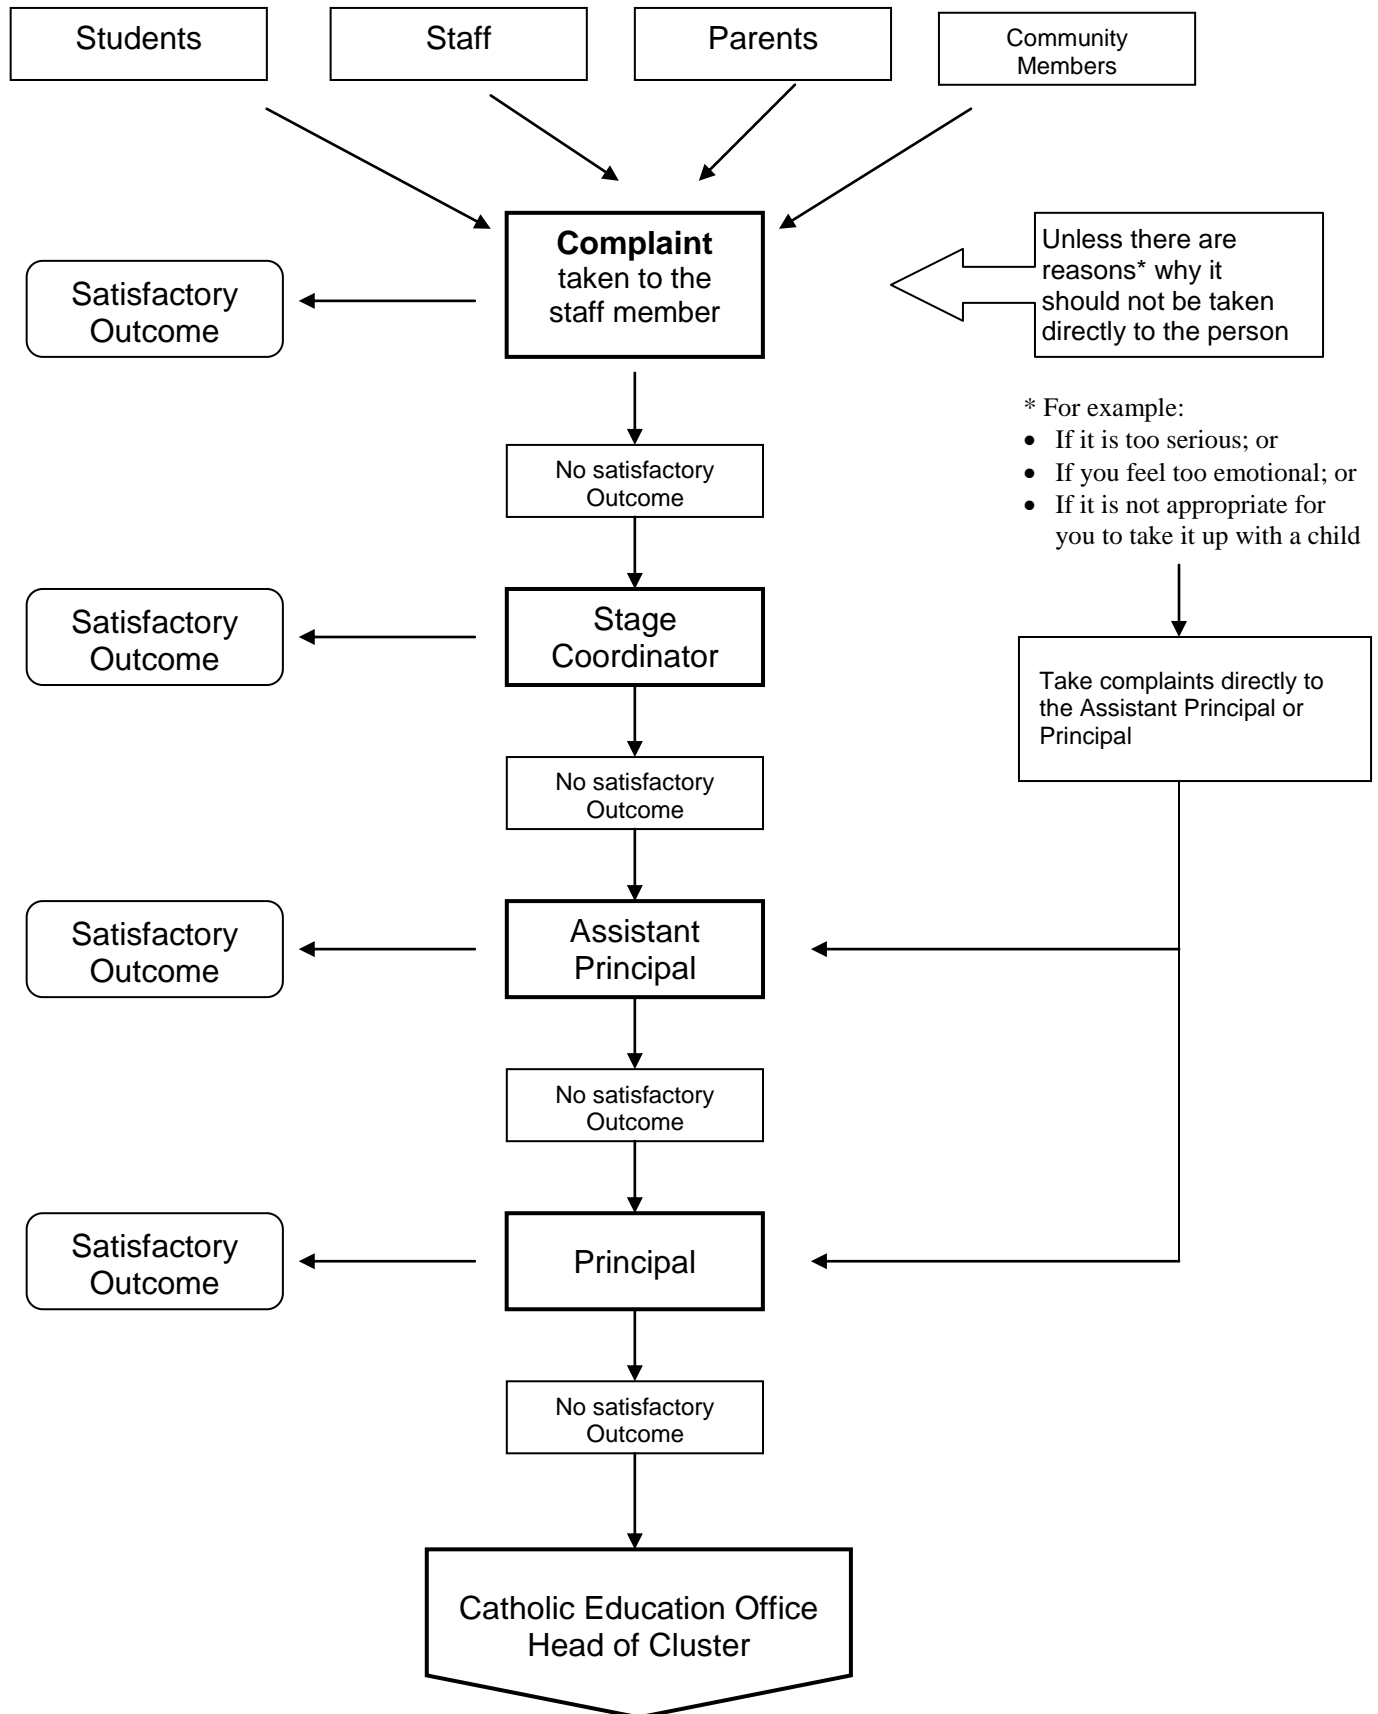 Students
Staff
Parents
Community
Members
Complaint
taken to the
staff member
Unless there are
reasons* why it
should not be taken
directly to the person
Satisfactory
Outcome
* For example:
• If it is too serious; or
• If you feel too emotional; or
• If it is not appropriate for
you to take it up with a child
No satisfactory
Outcome
Satisfactory
Outcome
Stage
Coordinator
Take complaints directly to
the Assistant Principal or
Principal
No satisfactory
Outcome
Satisfactory
Outcome
Assistant
Principal
No satisfactory
Outcome
Satisfactory
Outcome
Principal
No satisfactory
Outcome
Catholic Education Office
Head of Cluster